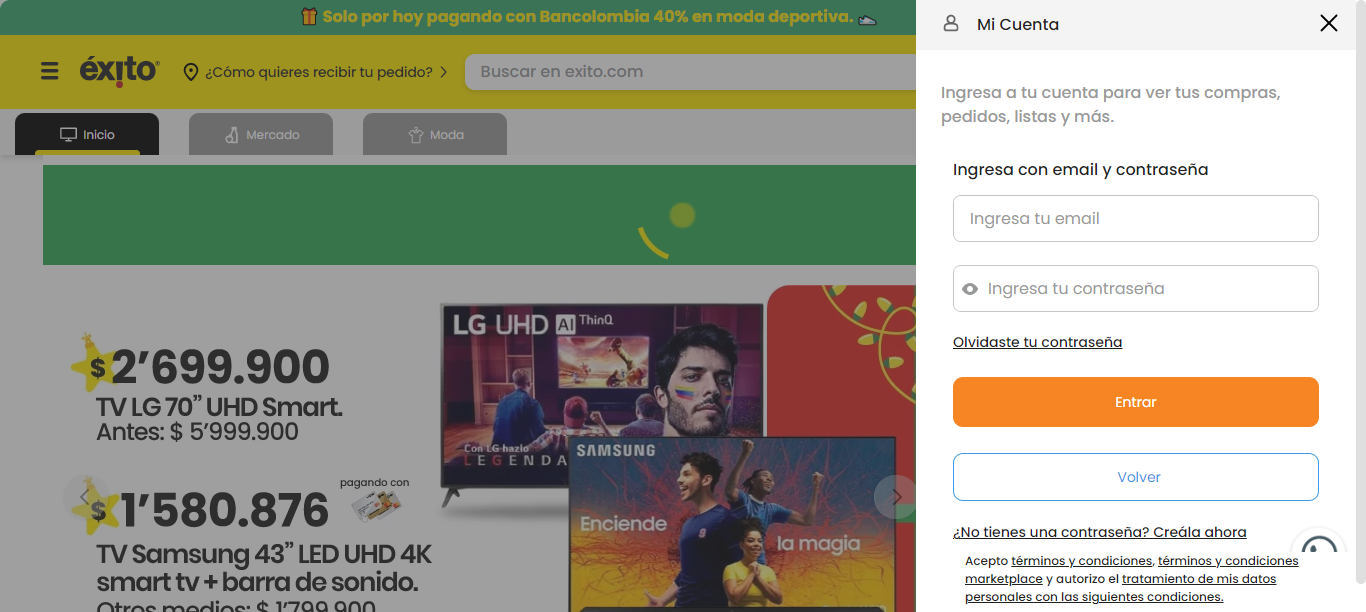 Solo por hoy pagando con Bancolombia 40% en moda deportiva.
éxito
¿Cómo quieres recibir tu pedido?
Buscar en exito.com
Inicio
Mercado
Moda
$2’699.900
TV LG 70” UHD Smart.
Antes: $ 5’999.900
$1’580.876
pagando con
TV Samsung 43” LED UHD 4K
smart tv + barra de sonido.
Otros medios: $ 1’799.900
LG UHD AI ThinQ
Con LG hazlo
LEGENDA
SAMSUNG
Enciende
la magia
Mi Cuenta
Ingresa a tu cuenta para ver tus compras,
pedidos, listas y más.
Ingresa con email y contraseña
Ingresa tu email
Ingresa tu contraseña
Olvidaste tu contraseña
Entrar
Volver
¿No tienes una contraseña? Creála ahora
Acepto términos y condiciones, términos y condiciones
marketplace y autorizo el tratamiento de mis datos
personales con las siguientes condiciones.